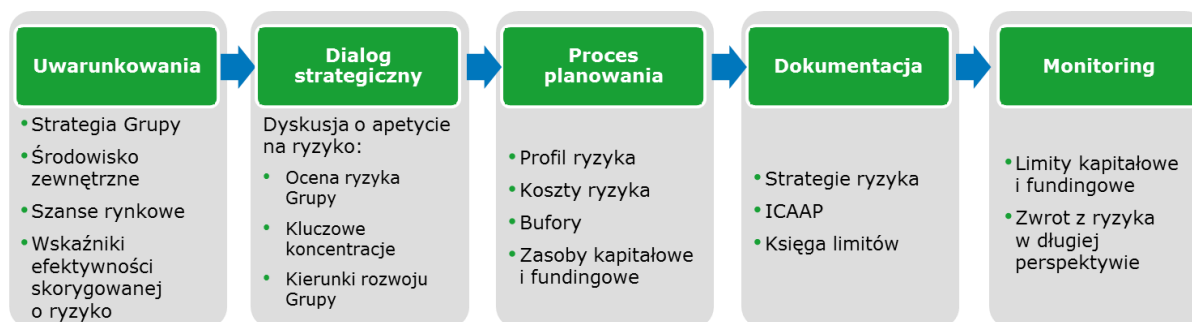 Uwarunkowania
• Strategia Grupy
• Środowisko
zewnętrzne
• Szanse rynkowe
• Wskaźniki
efektywności
skorygowanej
o ryzyko
Dialog
strategiczny
Dyskusja o apetycie
na ryzyko:
• Ocena ryzyka
Grupy
• Kluczowe
koncentracje
• Kierunki rozwoju
Grupy
Proces
planowania
• Profil ryzyka
• Koszty ryzyka
• Bufory
• Zasoby kapitałowe
i fundingowe
Dokumentacja
• Strategie ryzyka
• ICAAP
• Księga limitów
Monitoring
• Limity kapitałowe
i fundingowe
• Zwrot z ryzyka
w długiej
perspektywie